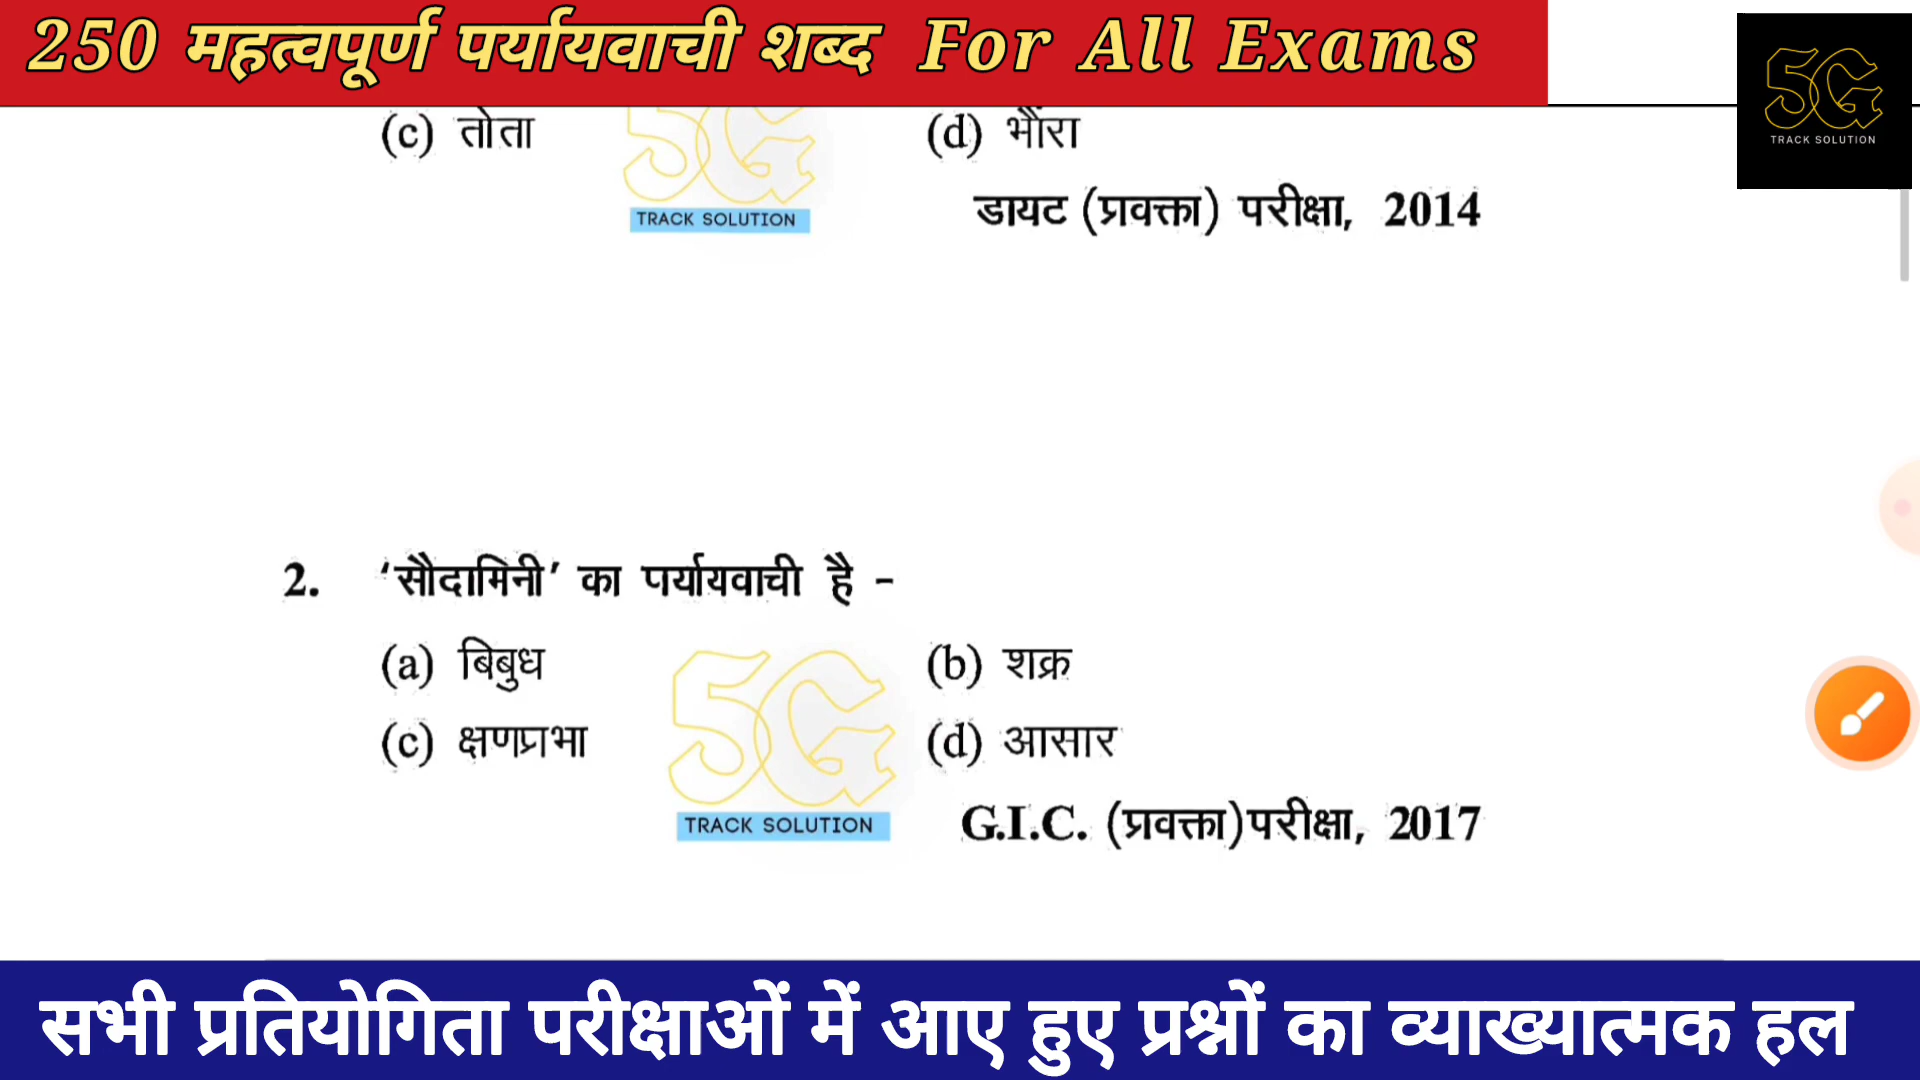 250 महत्वपूर्ण पर्यायवाची शब्द For All Exams
5G
TRACK SOLUTION
(c) तोता (d) भौंरा
5G
TRACK SOLUTION
डायट (प्रवक्ता) परीक्षा, 2014
2. 'सौदामिनी' का पर्यायवाची है -
(a) बिबुध (b) शक्र
(c) क्षणप्रभा (d) आसार
5G
TRACK SOLUTION
G.I.C. (प्रवक्ता)परीक्षा, 2017
सभी प्रतियोगिता परीक्षाओं में आए हुए प्रश्नों का व्याख्यात्मक हल